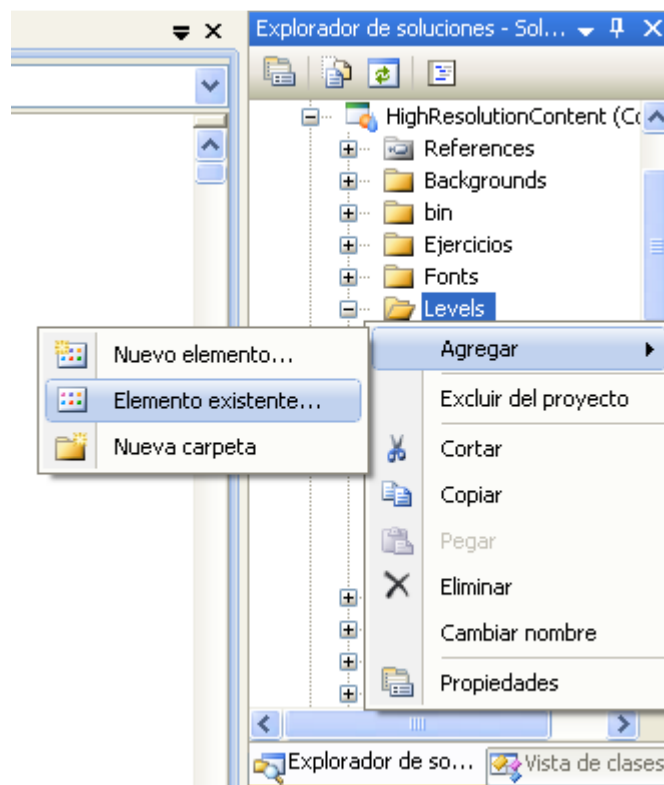 Explorador de soluciones - Sol...
HighResolutionContent (Co
References
Backgrounds
bin
Ejercicios
Fonts
Levels
Nuevo elemento...
Elemento existente...
Nueva carpeta
Agregar
Excluir del proyecto
Cortar
Copiar
Pegar
Eliminar
Cambiar nombre
Propiedades
Explorador de so...
Vista de clases